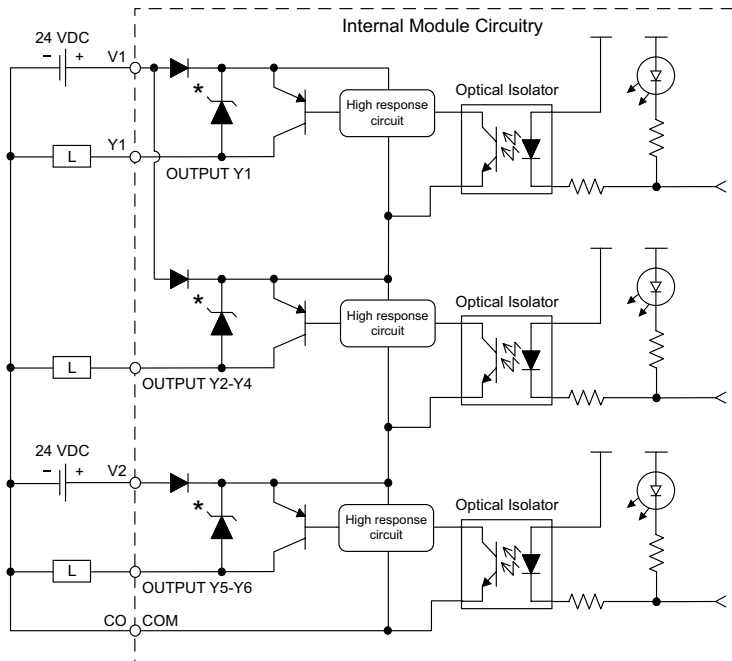 Internal Module Circuitry
24 VDC
− +
V1
*
High response
circuit
Optical Isolator
L
Y1
OUTPUT Y1
*
High response
circuit
Optical Isolator
L
OUTPUT Y2-Y4
24 VDC
− +
V2
*
High response
circuit
Optical Isolator
L
OUTPUT Y5-Y6
CO
COM